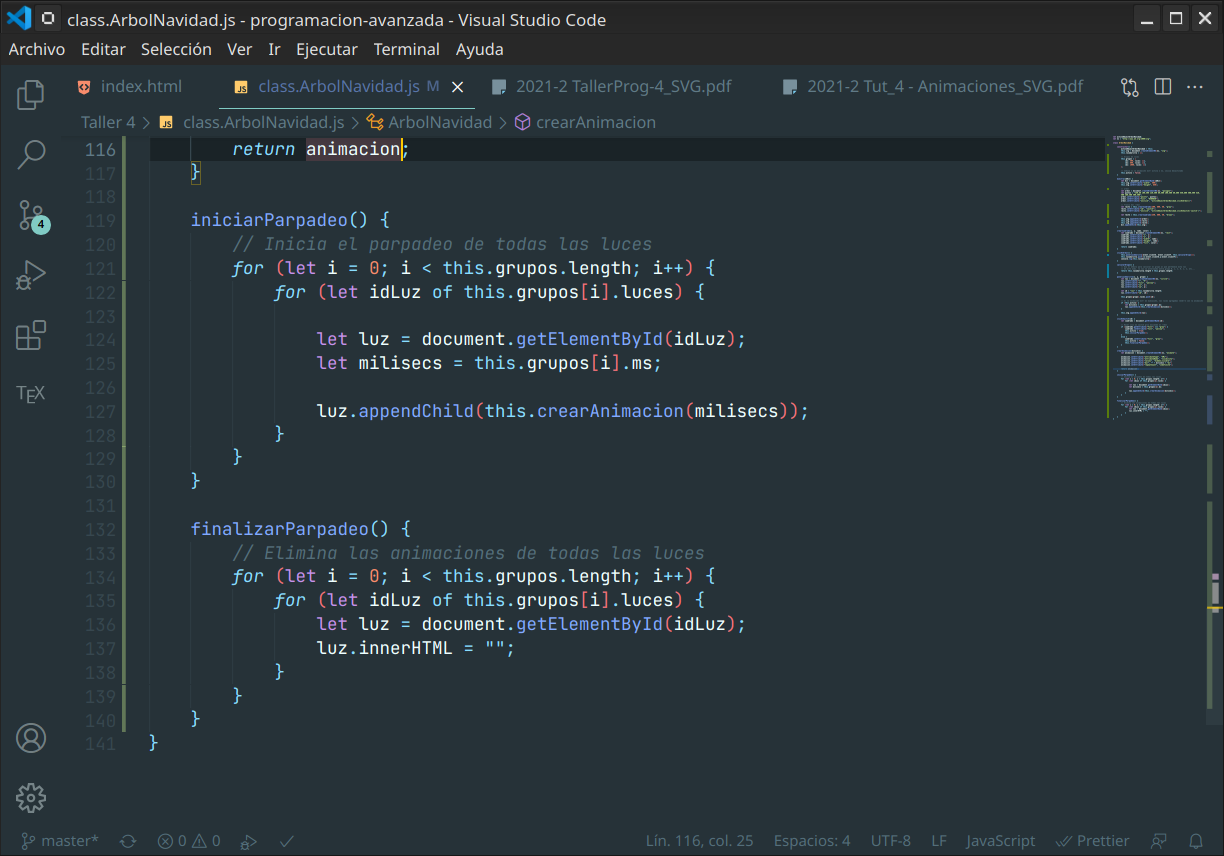 class.ArbolNavidad.js - programacion-avanzada - Visual Studio Code
Archivo Editar Selección Ver Ir Ejecutar Terminal Ayuda
index.html
JS class.ArbolNavidad.js M
2021-2 TallerProg-4_SVG.pdf
2021-2 Tut_4 - Animaciones_SVG.pdf
Taller 4 > JS class.ArbolNavidad.js > ArbolNavidad > crearAnimacion
4
TEX
116 return animacion;
117 }
118
119 iniciarParpadeo() {
120 // Inicia el parpadeo de todas las luces
121 for (let i = 0; i < this.grupos.length; i++) {
122 for (let idLuz of this.grupos[i].luces) {
123
124 let luz = document.getElementById(idLuz);
125 let milisecs = this.grupos[i].ms;
126
127 luz.appendChild(this.crearAnimacion(milisecs));
128 }
129 }
130 }
131
132 finalizarParpadeo() {
133 // Elimina las animaciones de todas las luces
134 for (let i = 0; i < this.grupos.length; i++) {
135 for (let idLuz of this.grupos[i].luces) {
136 let luz = document.getElementById(idLuz);
137 luz.innerHTML = "";
138 }
139 }
140 }
141 }
master* 0 0 Lín. 116, col. 25 Espacios: 4 UTF-8 LF JavaScript Prettier